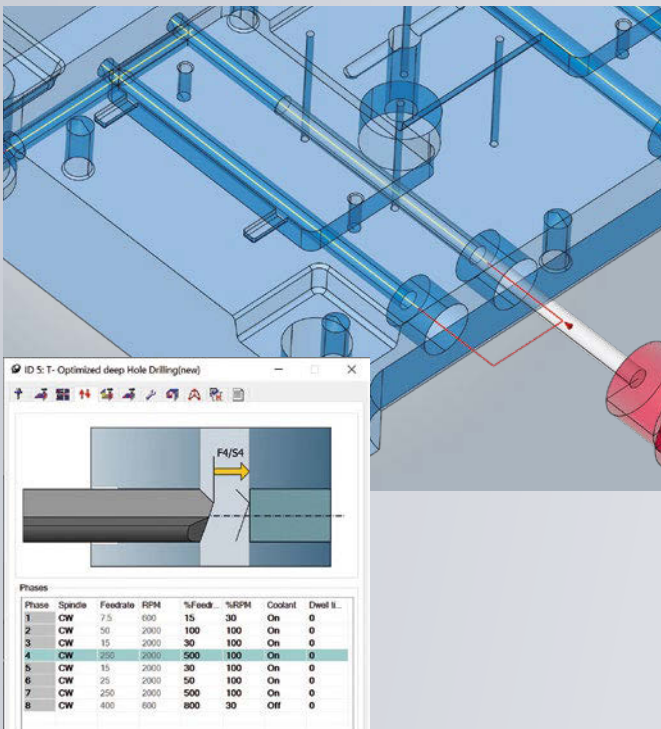 ID 5: T- Optimized deep Hole Drilling(new)
F4/S4
Phases
Phase Spindle Feedrate RPM %Feedr... %RPM Coolant Dwell ti...
1 CW 7.5 600 15 30 On 0
2 CW 50 2000 100 100 On 0
3 CW 15 2000 30 100 On 0
4 CW 250 2000 500 100 On 0
5 CW 15 2000 30 100 On 0
6 CW 25 2000 50 100 On 0
7 CW 250 2000 500 100 On 0
8 CW 400 600 800 30 Off 0